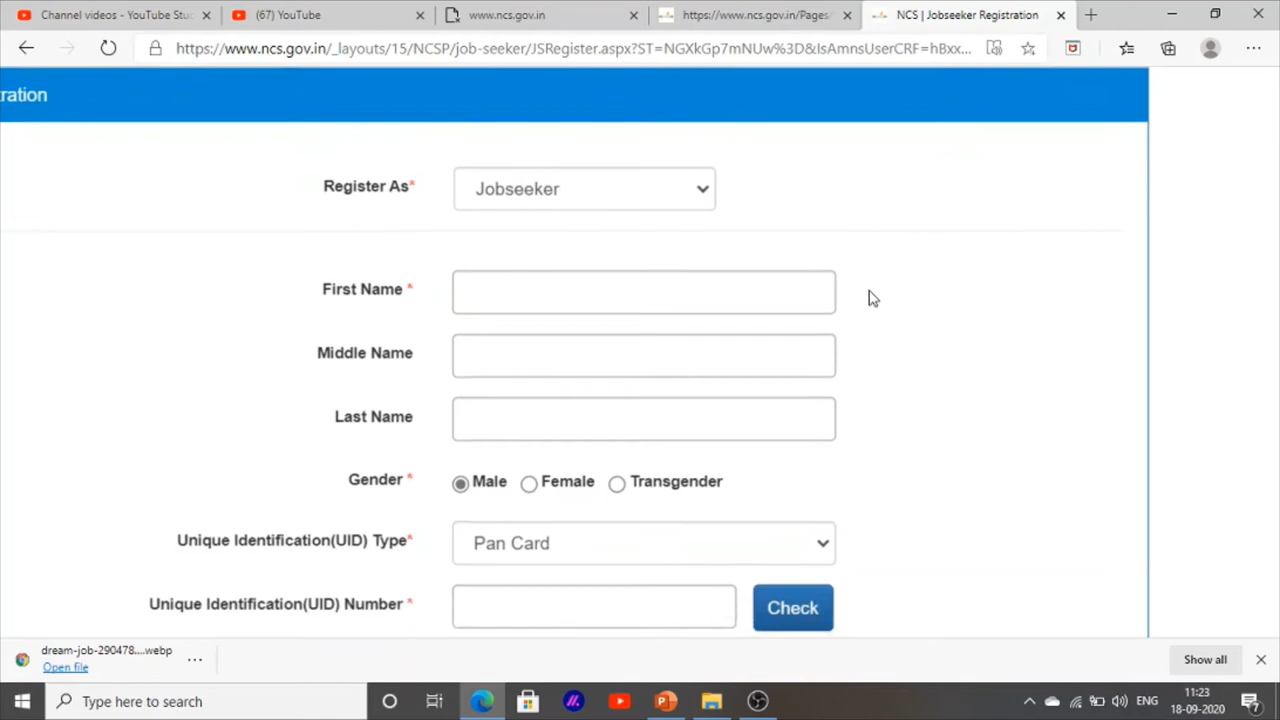 Channel videos - YouTube Stu
(67) YouTube
www.ncs.gov.in
https://www.ncs.gov.in/Pages/
NCS | Jobseeker Registration
https://www.ncs.gov.in/_layouts/15/NCSP/job-seeker/JSRegister.aspx?ST=NGXkGp7mNUw%3D&IsAmnsUserCRF=hBxx...
ration
Register As*
Jobseeker
First Name *
Middle Name
Last Name
Gender *
Male
Female
Transgender
Unique Identification(UID) Type*
Pan Card
Unique Identification(UID) Number *
Check
dream-job-290478....webp
Open file
Show all
Type here to search
ENG
11:23
18-09-2020
7